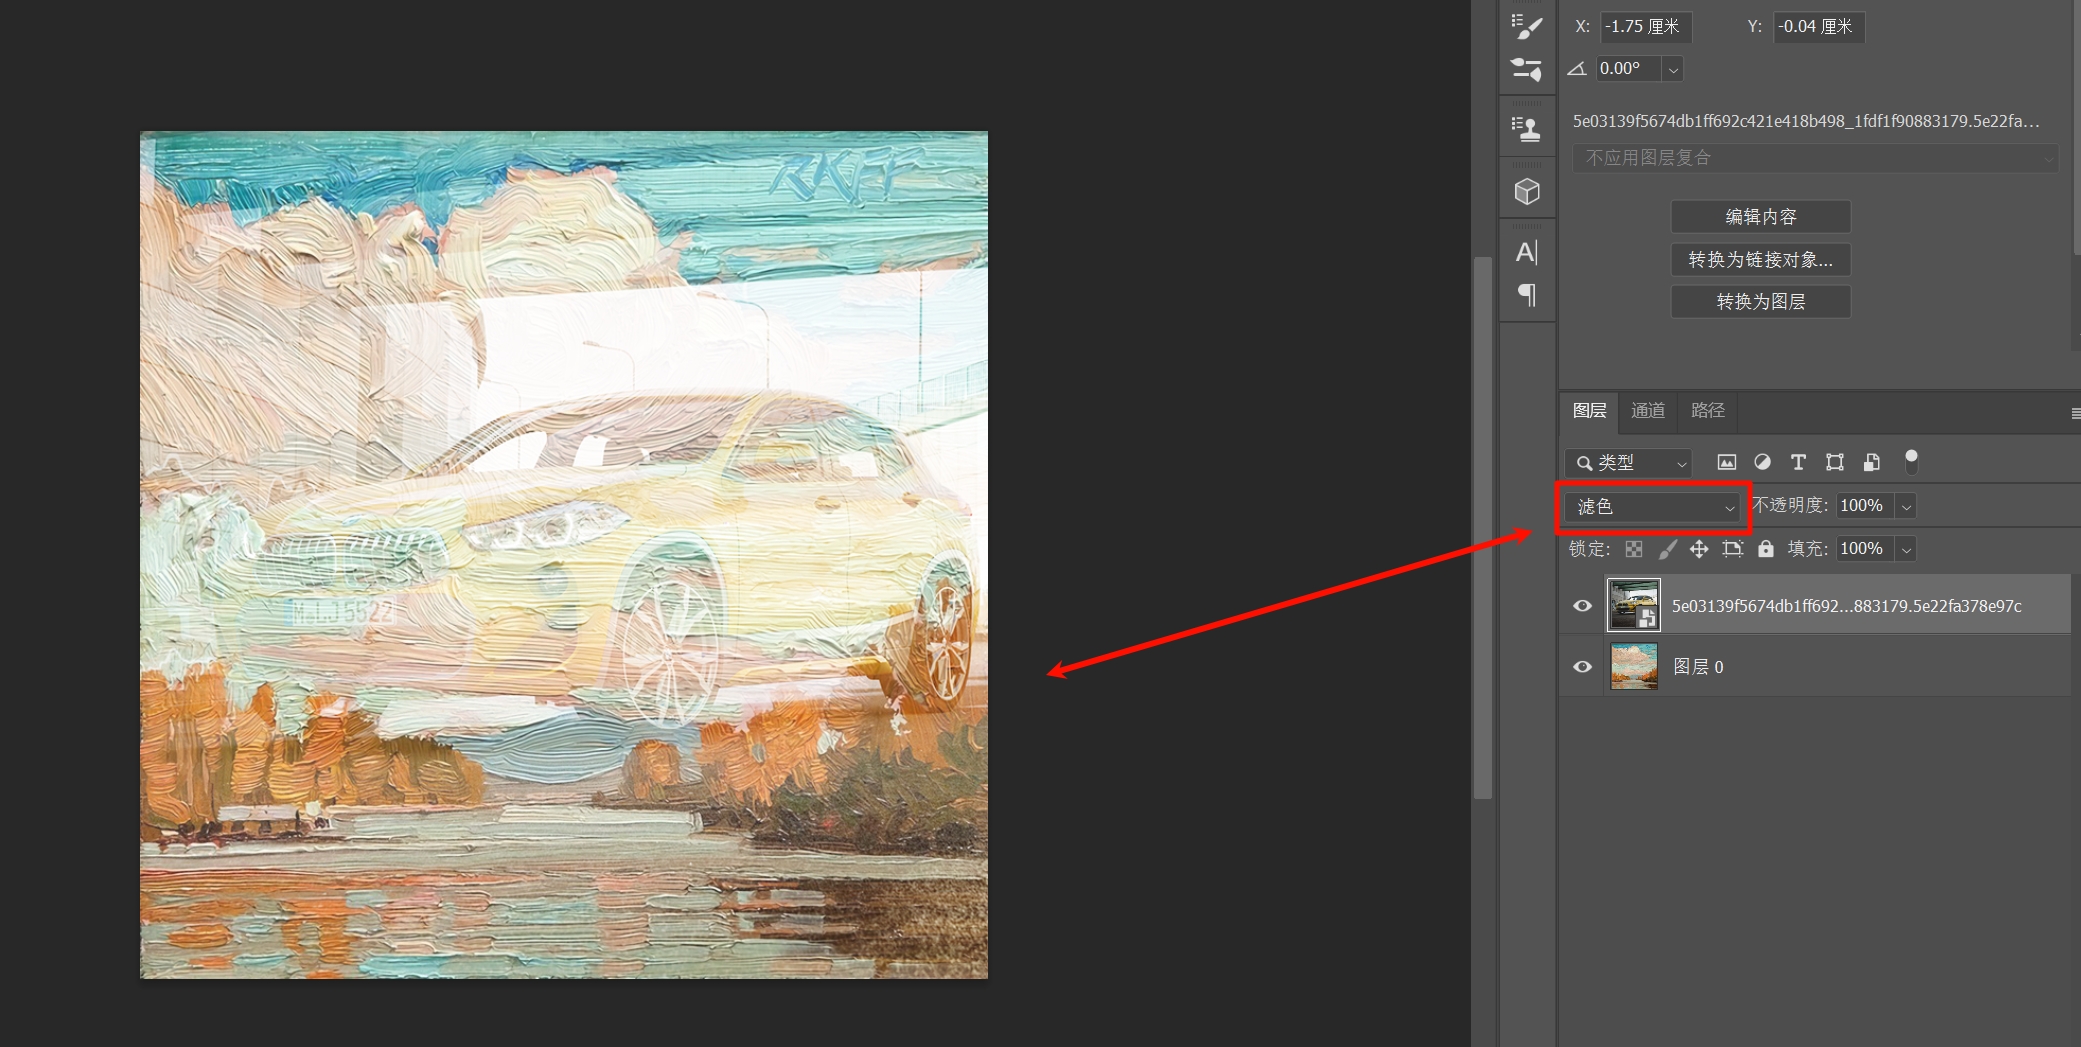 X: -1.75 厘米 Y: -0.04 厘米
0.00°
5e03139f5674db1ff692c421e418b498_1fdf1f90883179.5e22fa...
不应用图层复合
编辑内容
转换为链接对象...
转换为图层
图层 通道 路径
类型
滤色 不透明度: 100%
锁定: 填充: 100%
5e03139f5674db1ff692...883179.5e22fa378e97c
图层 0
RKFF
M LJ 5522